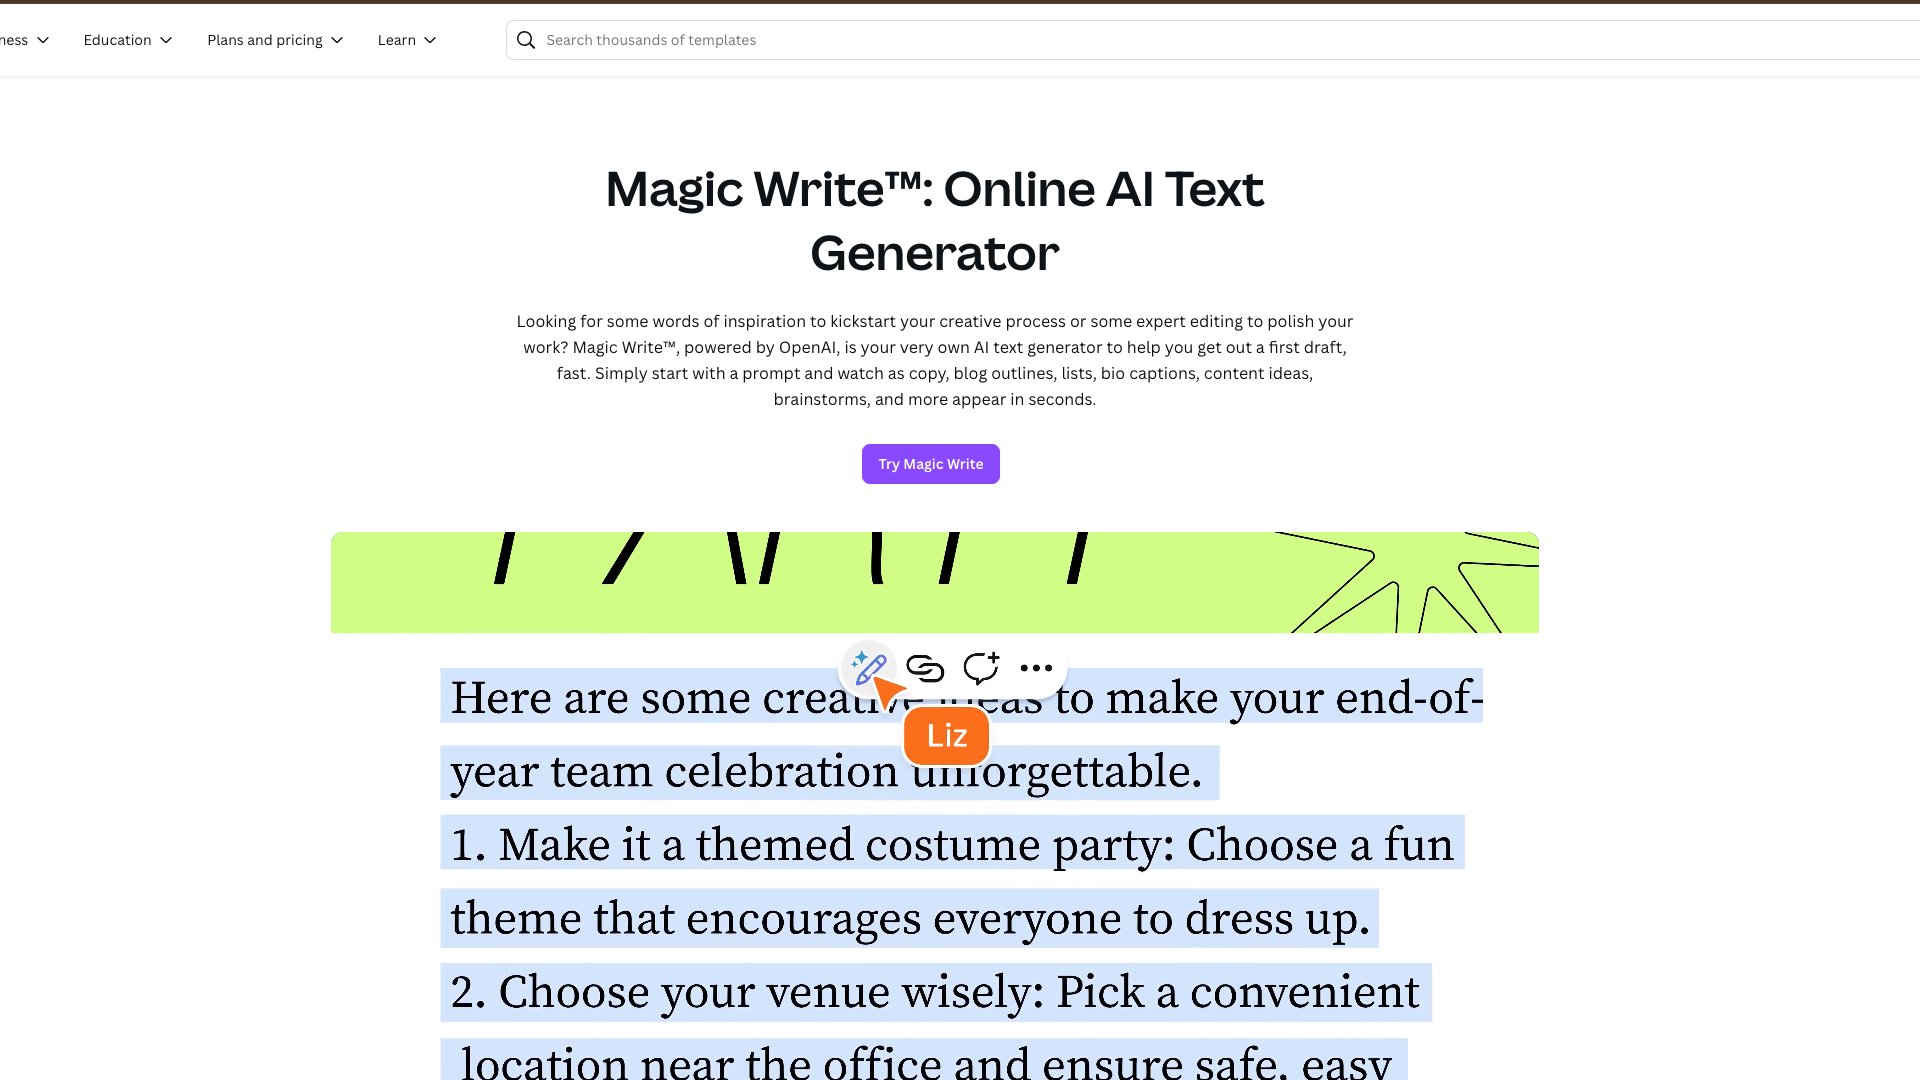 ness Education Plans and pricing Learn Search thousands of templates
Magic Write™: Online AI Text
Generator
Looking for some words of inspiration to kickstart your creative process or some expert editing to polish your
work? Magic Write™, powered by OpenAI, is your very own AI text generator to help you get out a first draft,
fast. Simply start with a prompt and watch as copy, blog outlines, lists, bio captions, content ideas,
brainstorms, and more appear in seconds.
Try Magic Write
Here are some creative ideas to make your end-of-
Liz
year team celebration unforgettable.
1. Make it a themed costume party: Choose a fun
theme that encourages everyone to dress up.
2. Choose your venue wisely: Pick a convenient
location near the office and ensure safe, easy